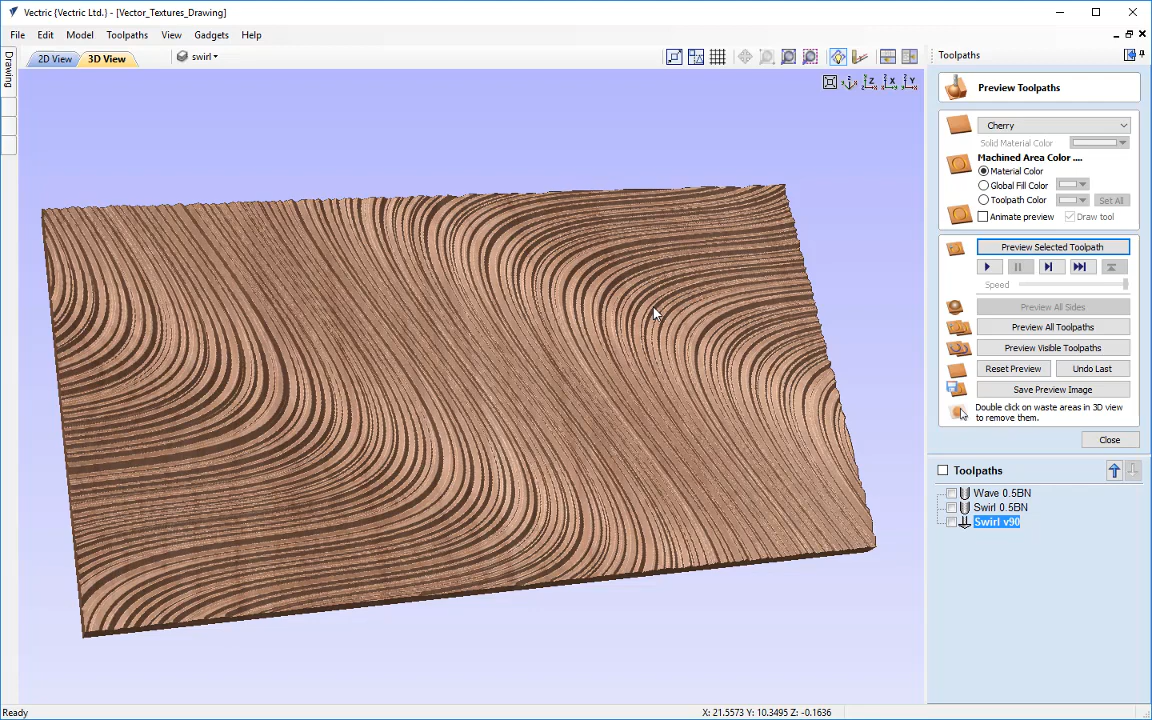 Vectric {Vectric Ltd.} - [Vector_Textures_Drawing]
File Edit Model Toolpaths View Gadgets Help
Drawing
2D View 3D View swirl
Z X Y
Toolpaths
Preview Toolpaths
Cherry
Solid Material Color
Machined Area Color ....
Material Color
Global Fill Color
Toolpath Color Set All
Animate preview Draw tool
Preview Selected Toolpath
Speed
Preview All Sides
Preview All Toolpaths
Preview Visible Toolpaths
Reset Preview Undo Last
Save Preview Image
Double click on waste areas in 3D view
to remove them.
Close
Toolpaths
Wave 0.5BN
Swirl 0.5BN
Swirl v90
Ready X: 21.5573 Y: 10.3495 Z: -0.1636